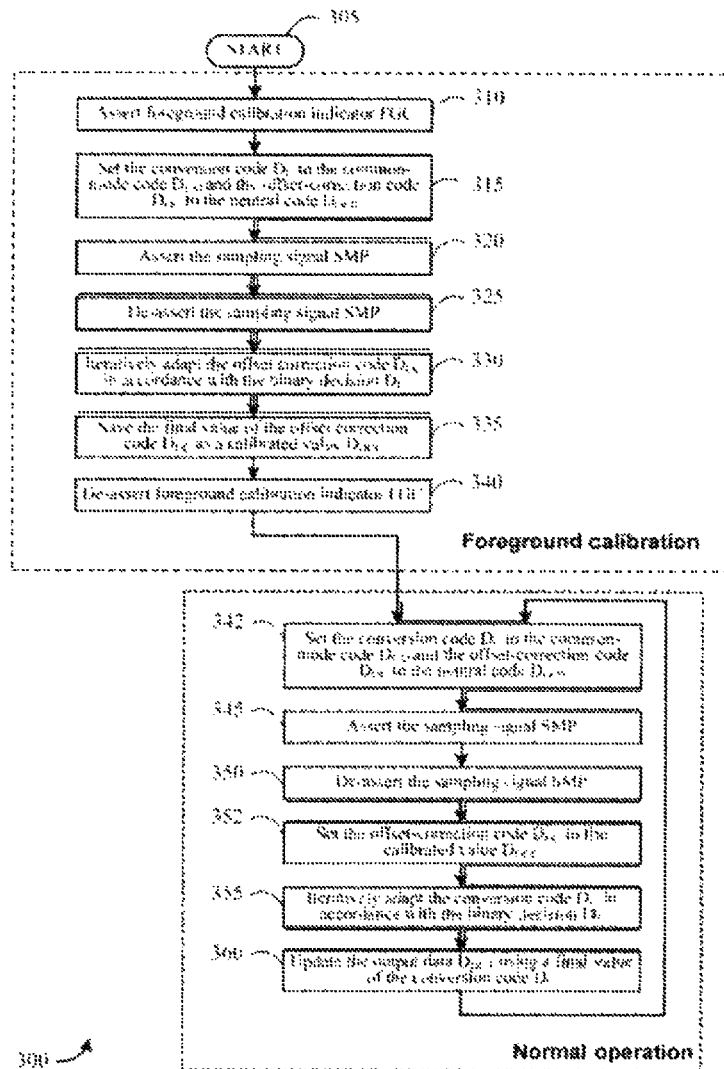 305
START
310
Assert foreground calibration indicator FGC
Set the conversion code D to the common-
mode code D and the offset-correction code
D to the neutral code D
315
320
Assert the sampling signal SMP
325
De-assert the sampling signal SMP
Iteratively adapt the offset correction code D
in accordance with the binary decision D
330
Save the final value of the offset correction
code D as a calibrated value D
335
De-assert foreground calibration indicator FGC
340
Foreground calibration
342
Set the conversion code D to the common-
mode code D and the offset-correction code
D to the neutral code D
345
Assert the sampling signal SMP
350
De-assert the sampling signal SMP
352
Set the offset-correction code D to the
calibrated value D
355
Iteratively adapt the conversion code D in
accordance with the binary decision D
360
Update the output data D using a final value
of the conversion code D
300
Normal operation